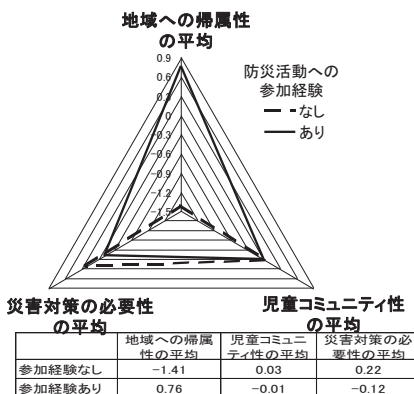 地域への帰属性
の平均
0.9
0.6
0.3
0
-0.3
-0.6
-0.9
-1.2
-1.5
防災活動への
参加経験
なし
あり
災害対策の必要性
の平均
児童コミュニティ性
の平均
地域への帰属
性の平均
児童コミュニ
ティ性の平均
災害対策の必
要性の平均
参加経験なし -1.41 0.03 0.22
参加経験あり 0.76 -0.01 -0.12